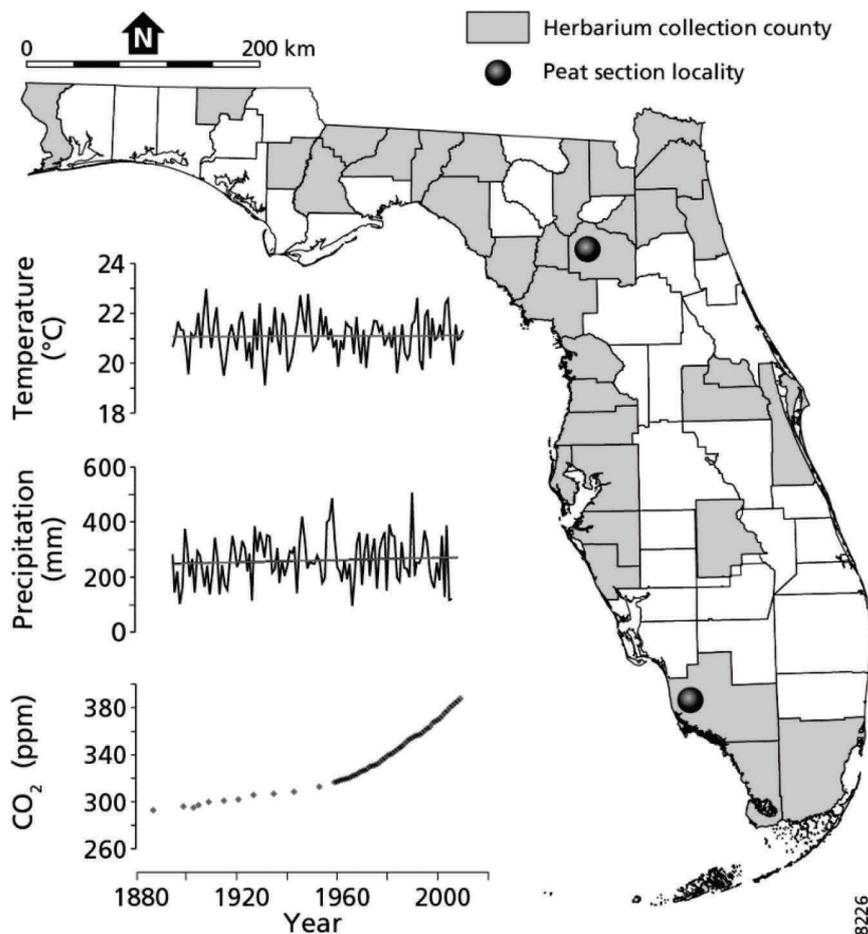 N
0
200 km
Herbarium collection county
Peat section locality
24
22
20
18
Temperature
(°C)
600
400
200
0
Precipitation
(mm)
380
340
300
260
CO₂ (ppm)
1880
1920
1960
2000
Year
8226